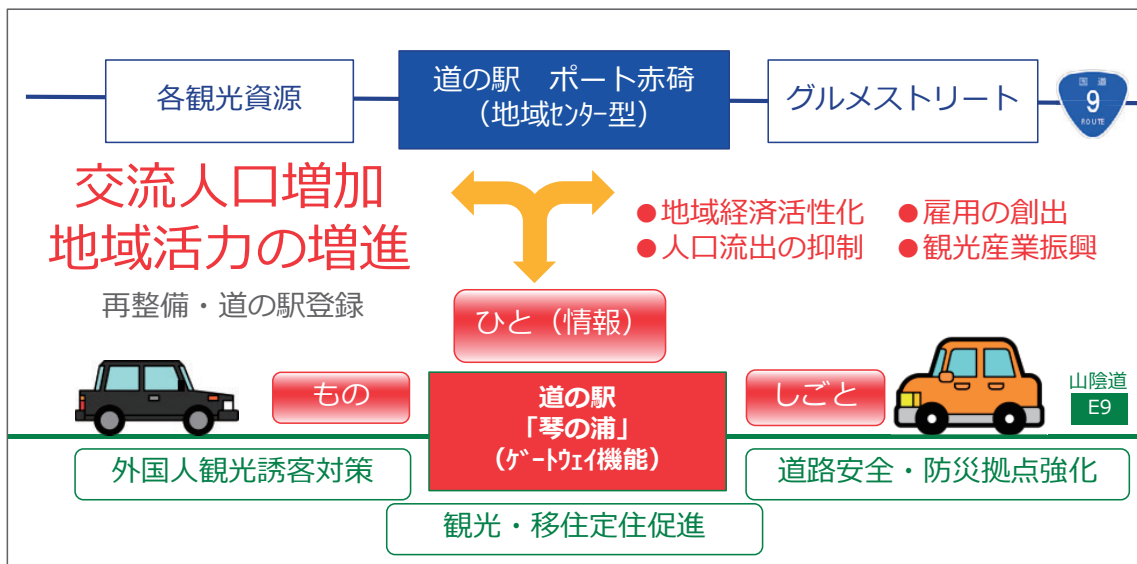 各観光資源
道の駅　ポート赤碕
（地域ｾﾝﾀｰ型）
グルメストリート
国道
9
ROUTE
交流人口増加
地域活力の増進
再整備・道の駅登録
●地域経済活性化
●雇用の創出
●人口流出の抑制
●観光産業振興
ひと（情報）
もの
道の駅
「琴の浦」
（ｹﾞｰﾄｳｪｲ機能）
しごと
山陰道
E9
外国人観光誘客対策
道路安全・防災拠点強化
観光・移住定住促進